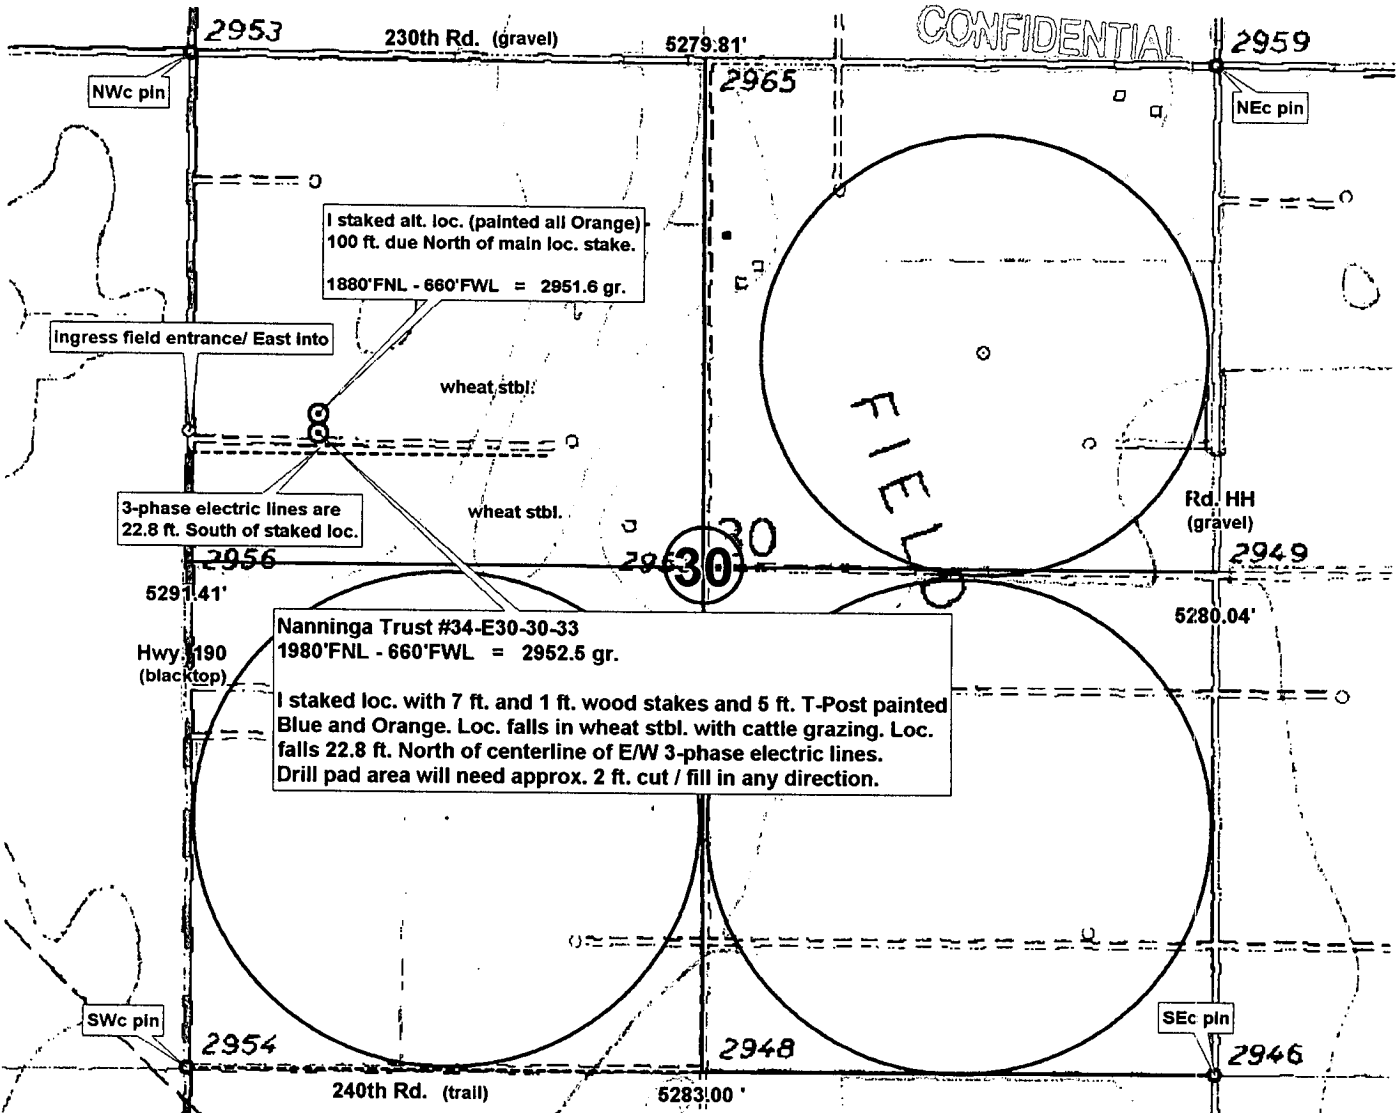 CONFIDENTIAL
2953
230th Rd. (gravel)
5279.81'
2959
NWc pin
2965
NEc pin
I staked alt. loc. (painted all Orange)
100 ft. due North of main loc. stake.
1880'FNL - 660'FWL = 2951.6 gr.
ingress field entrance/ East into
wheat stbl.
FIELD
3-phase electric lines are
22.8 ft. South of staked loc.
wheat stbl.
Rd. HH
(gravel)
30
2956
30
2949
5291.41'
5280.04'
Nanninga Trust #34-E30-30-33
1980'FNL - 660'FWL = 2952.5 gr.
Hwy 190
(blacktop)
I staked loc. with 7 ft. and 1 ft. wood stakes and 5 ft. T-Post painted
Blue and Orange. Loc. falls in wheat stbl. with cattle grazing. Loc.
falls 22.8 ft. North of centerline of E/W 3-phase electric lines.
Drill pad area will need approx. 2 ft. cut / fill in any direction.
SWc pin
SEc pin
2954
2948
2946
240th Rd. (trail)
5283.00 '